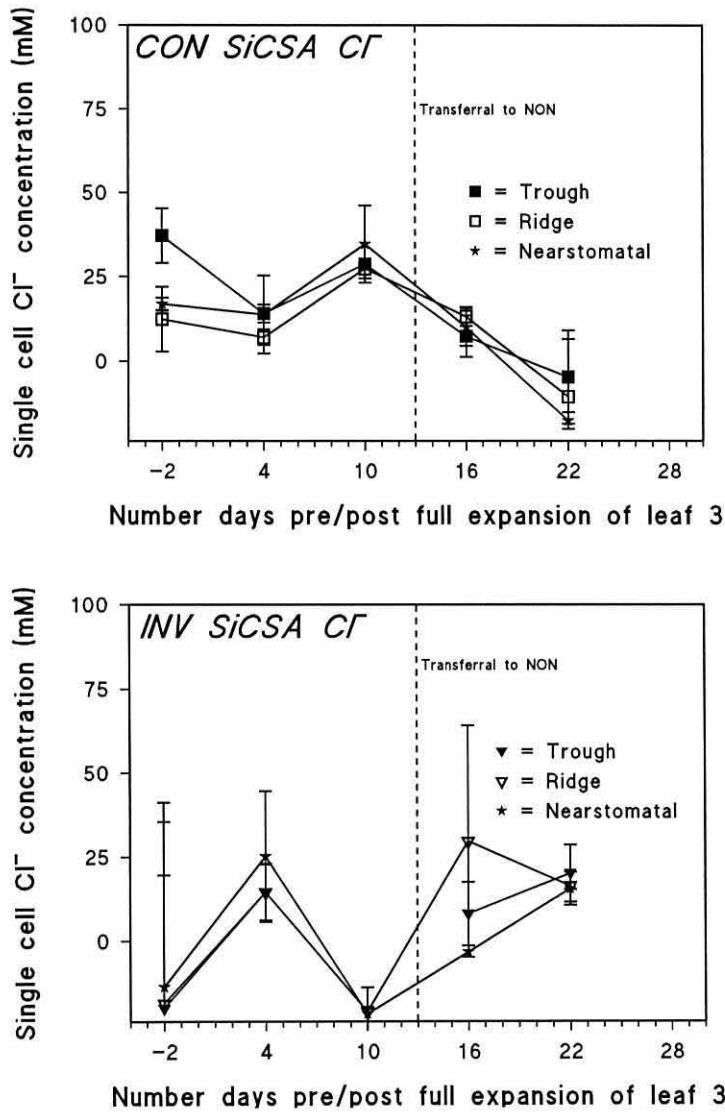 CON SiCSA Cl⁻
Transferral to NON
■ = Trough
□ = Ridge
★ = Nearstomatal
Single cell Cl⁻ concentration (mM)
100
75
50
25
0
−2 4 10 16 22 28
Number days pre/post full expansion of leaf 3
INV SiCSA Cl⁻
Transferral to NON
▼ = Trough
▽ = Ridge
★ = Nearstomatal
Single cell Cl⁻ concentration (mM)
100
75
50
25
0
−2 4 10 16 22 28
Number days pre/post full expansion of leaf 3